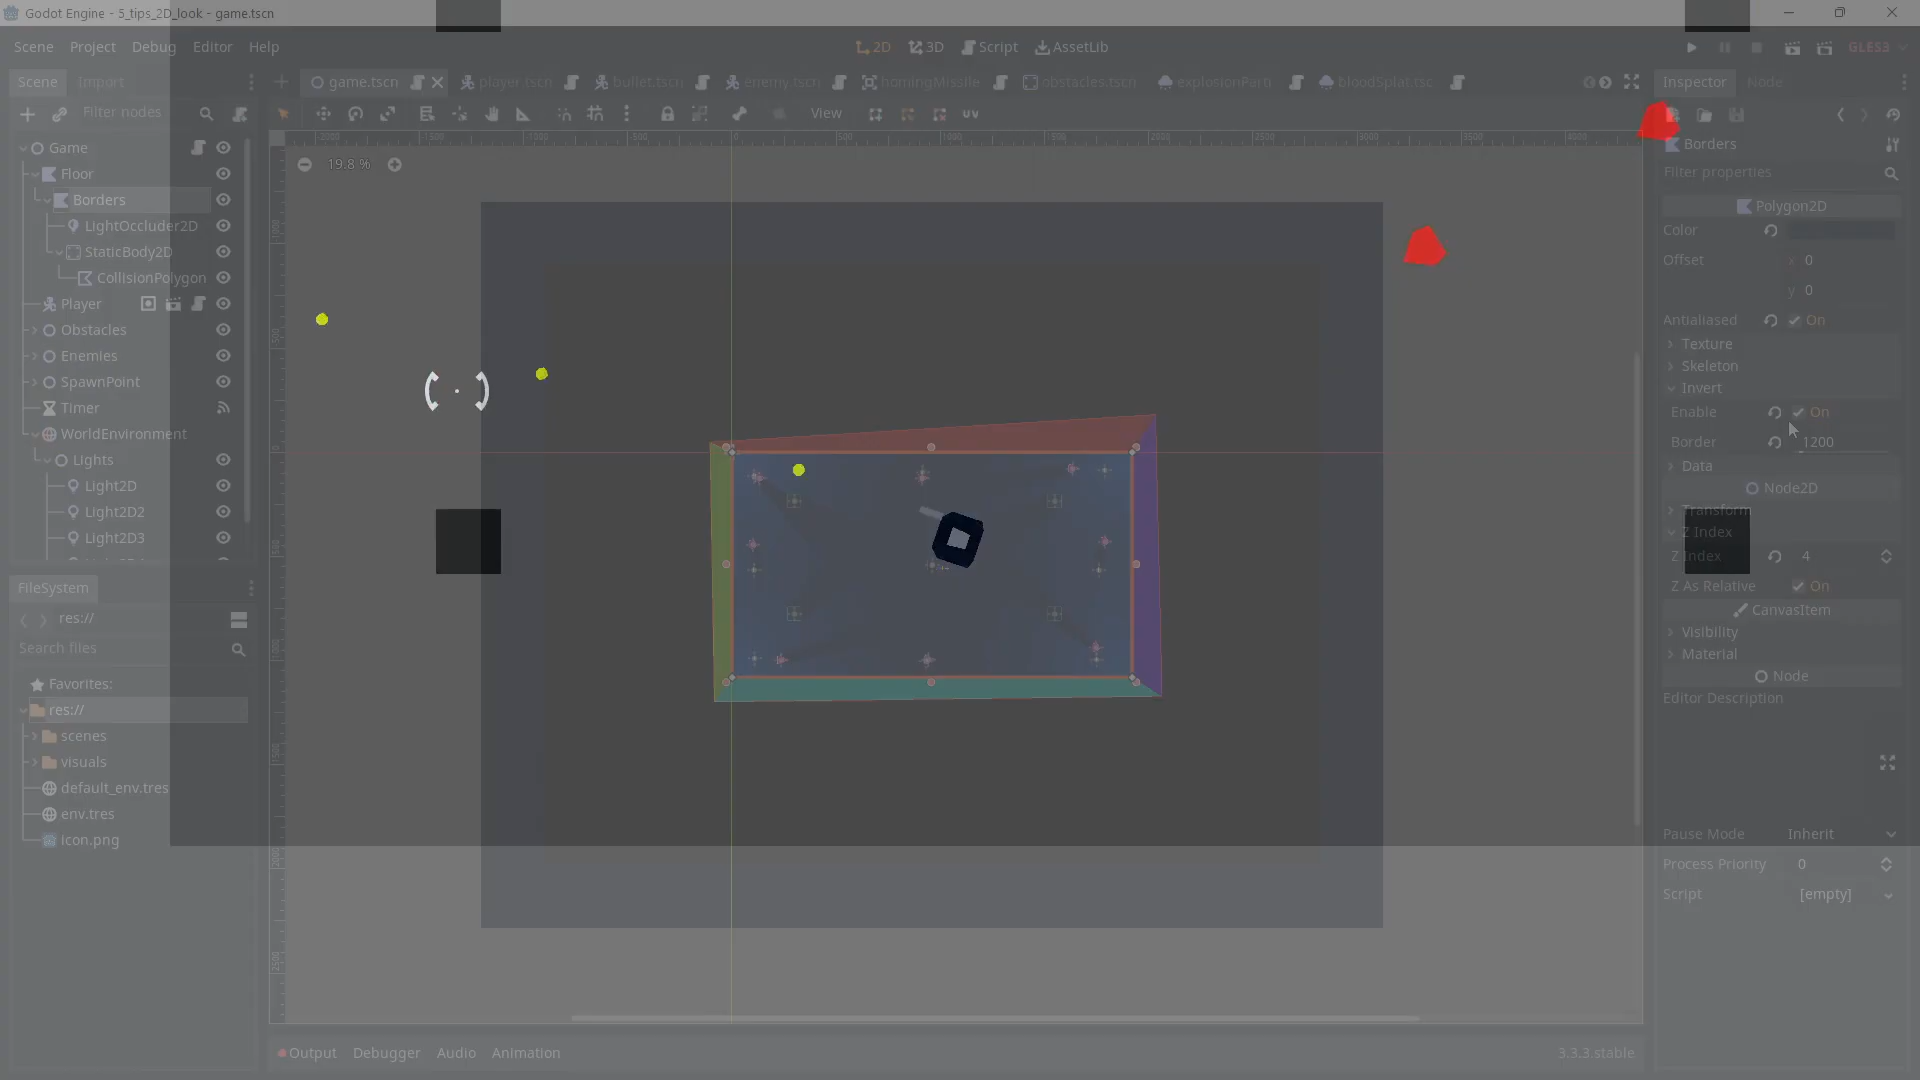 Godot Engine - 5_tips_2D_look - game.tscn
Scene Project Debug Editor Help
2D 3D Script AssetLib
GLES3
Scene Import
game.tscn player.tscn bullet.tscn enemy.tscn homingMissile obstacles.tscn explosionParti bloodSplat.tsc
Inspector Node
Filter nodes
View
19.8 %
Game
Floor
Borders
LightOccluder2D
StaticBody2D
CollisionPolygon
Player
Obstacles
Enemies
SpawnPoint
Timer
WorldEnvironment
Lights
Light2D
Light2D2
Light2D3
FileSystem
res://
Search files
Favorites:
res://
scenes
visuals
default_env.tres
env.tres
icon.png
Borders
Filter properties
Polygon2D
Color
Offset x 0
y 0
Antialiased On
Texture
Skeleton
Invert
Enable On
Border 1200
Data
Node2D
Transform
Z Index
Z Index 4
Z As Relative On
CanvasItem
Visibility
Material
Node
Editor Description
Pause Mode Inherit
Process Priority 0
Script [empty]
Output Debugger Audio Animation
3.3.3.stable